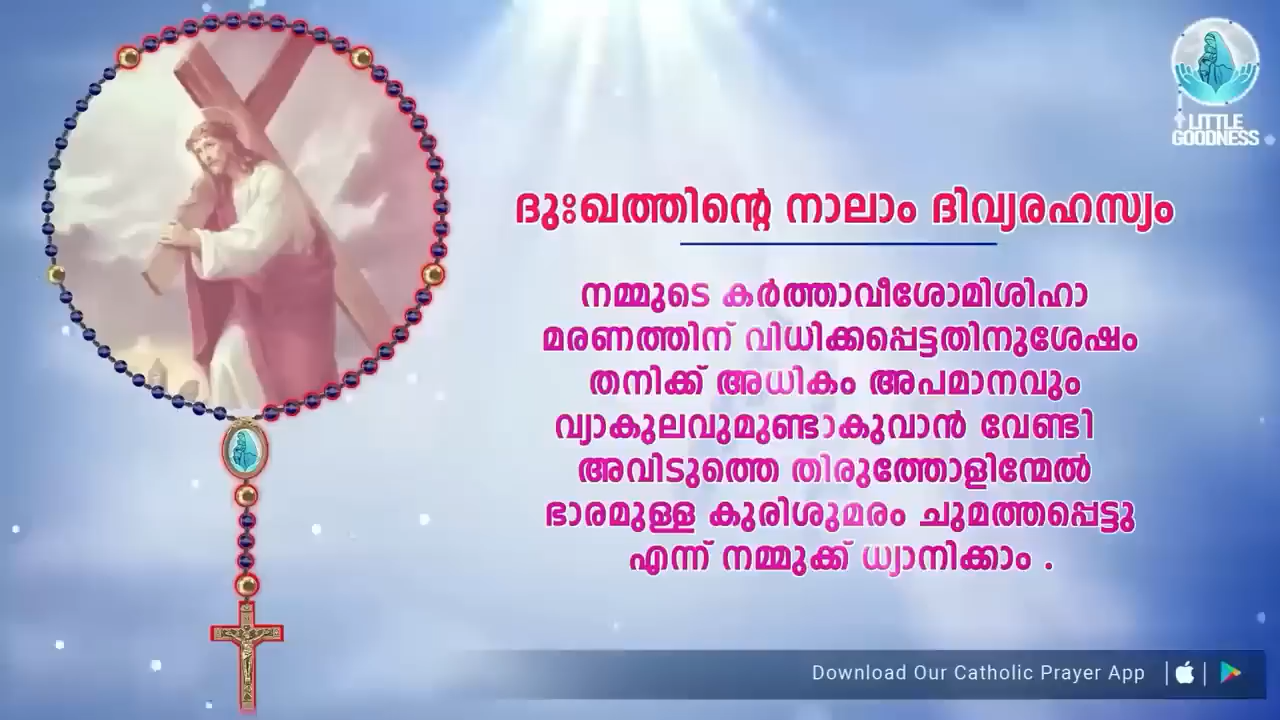 LITTLE
GOODNESS
ദുഃഖത്തിന്റെ നാലാം ദിവ്യരഹസ്യം
നമ്മുടെ കർത്താവീശോമിശിഹാ
മരണത്തിന് വിധിക്കപ്പെട്ടതിനുശേഷം
തനിക്ക് അധികം അപമാനവും
വ്യാകുലവുമുണ്ടാകുവാൻ വേണ്ടി
അവിടുത്തെ തിരുത്തോളിന്മേൽ
ഭാരമുള്ള കുരിശുമരം ചുമത്തപ്പെട്ടു
എന്ന് നമ്മുക്ക് ധ്യാനിക്കാം .
Download Our Catholic Prayer App